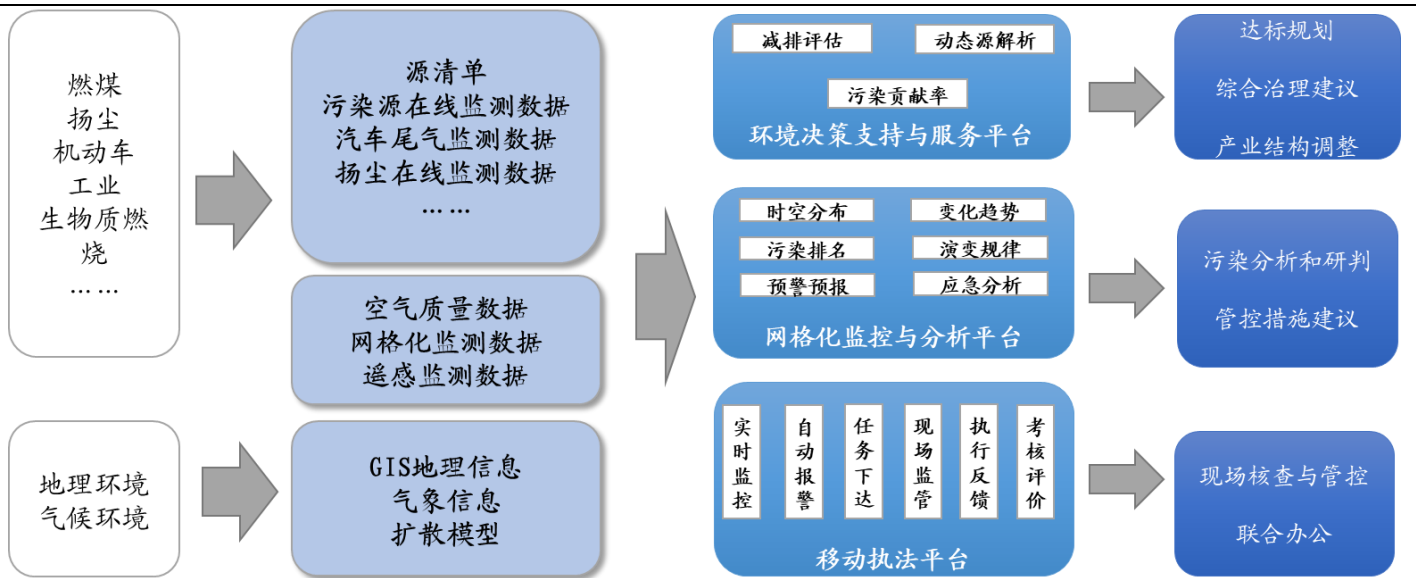 燃煤
扬尘
机动车
工业
生物质燃
烧
……
地理环境
气候环境
源清单
污染源在线监测数据
汽车尾气监测数据
扬尘在线监测数据
……
空气质量数据
网格化监测数据
遥感监测数据
GIS地理信息
气象信息
扩散模型
减排评估
动态源解析
污染贡献率
环境决策支持与服务平台
时空分布
变化趋势
污染排名
演变规律
预警预报
应急分析
网格化监控与分析平台
实时监控
自动报警
任务下达
现场监管
执行反馈
考核评价
移动执法平台
达标规划
综合治理建议
产业结构调整
污染分析和研判
管控措施建议
现场核查与管控
联合办公